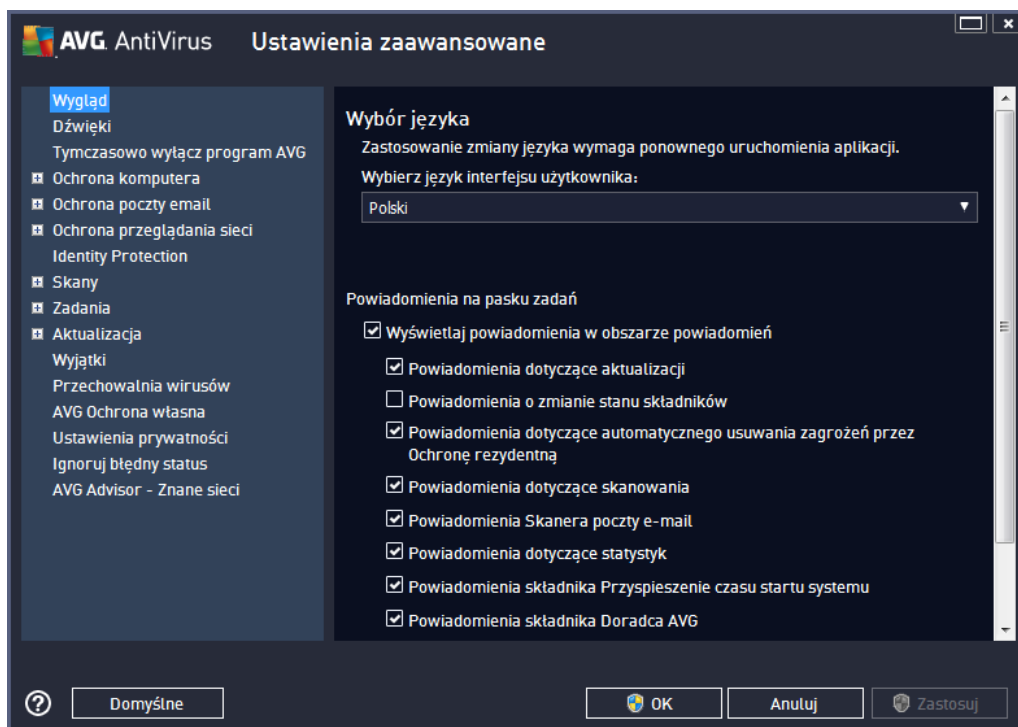 AVG. AntiVirus Ustawienia zaawansowane
Wygląd
Dźwięki
Tymczasowo wyłącz program AVG
Ochrona komputera
Ochrona poczty email
Ochrona przeglądania sieci
Identity Protection
Skany
Zadania
Aktualizacja
Wyjątki
Przechowalnia wirusów
AVG Ochrona własna
Ustawienia prywatności
Ignoruj błędny status
AVG Advisor - Znane sieci
Wybór języka
Zastosowanie zmiany języka wymaga ponownego uruchomienia aplikacji.
Wybierz język interfejsu użytkownika:
Polski
Powiadomienia na pasku zadań
Wyświetlaj powiadomienia w obszarze powiadomień
Powiadomienia dotyczące aktualizacji
Powiadomienia o zmianie stanu składników
Powiadomienia dotyczące automatycznego usuwania zagrożeń przez
Ochronę rezydentną
Powiadomienia dotyczące skanowania
Powiadomienia Skanera poczty e-mail
Powiadomienia dotyczące statystyk
Powiadomienia składnika Przyspieszenie czasu startu systemu
Powiadomienia składnika Doradca AVG
Domyślne
OK
Anuluj
Zastosuj